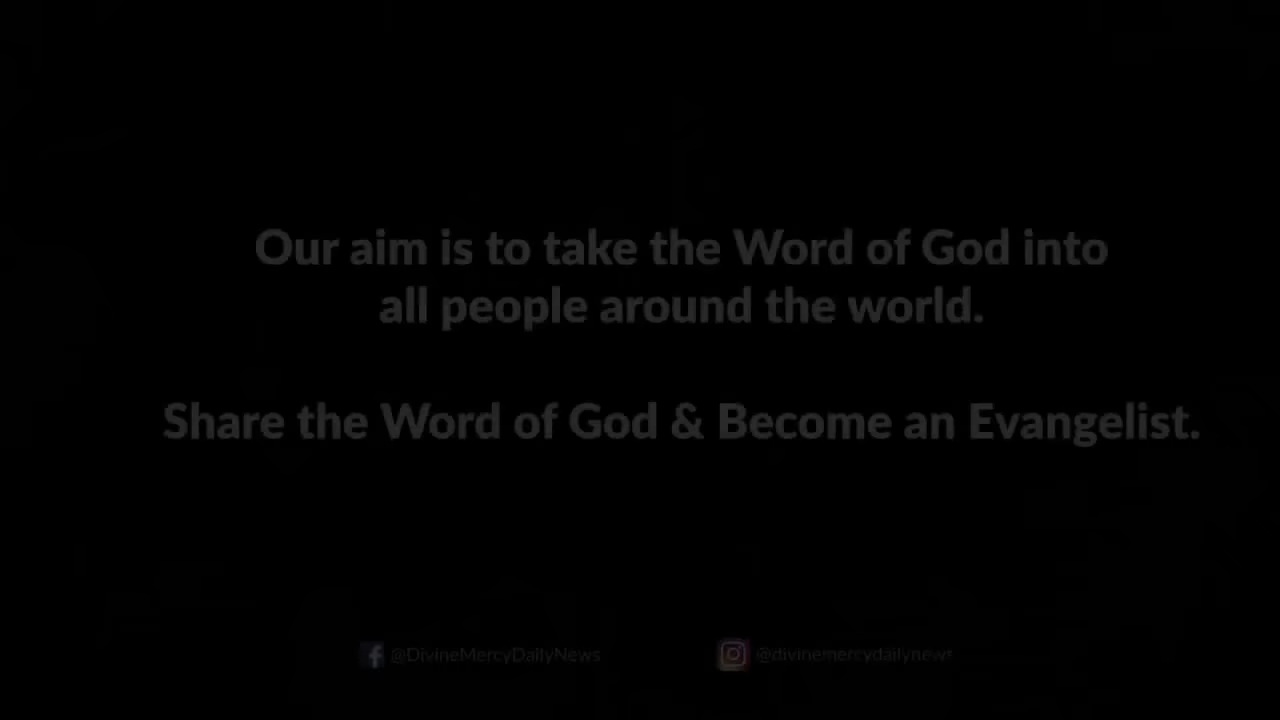 Our aim is to take the Word of God into
all people around the world.
Share the Word of God & Become an Evangelist.
@DivineMercyDailyNews
@divinemercydailynews